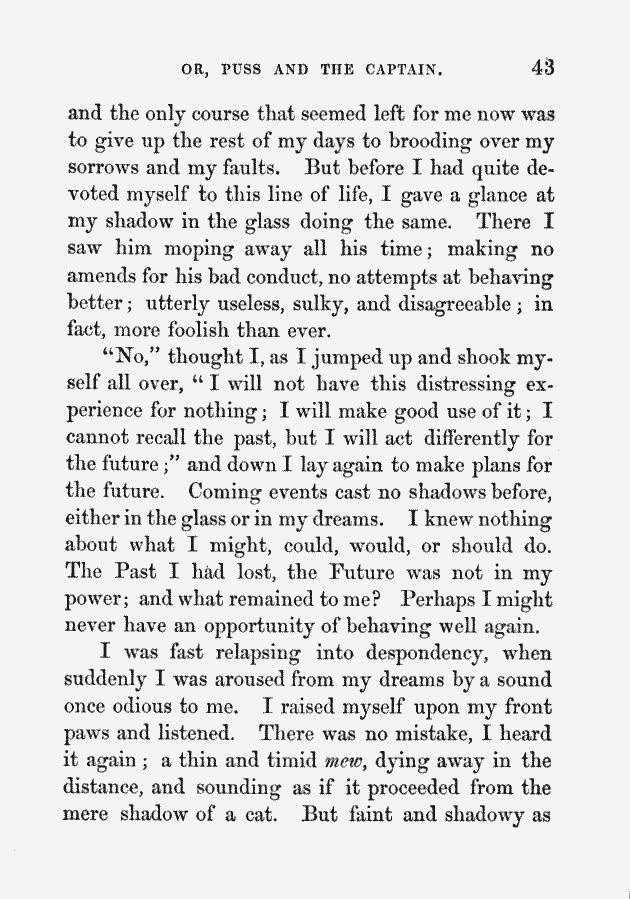 OR, PUSS AND THE CAPTAIN. 43
and the only course that seemed left for me now was
to give up the rest of my days to brooding over my
sorrows and my faults. But before I had quite de-
voted myself to this line of life, I gave a glance at
my shadow in the glass doing the same. There I
saw him moping away all his time; making no
amends for his bad conduct, no attempts at behaving
better; utterly useless, sulky, and disagreeable; in
fact, more foolish than ever.
"No," thought I, as I jumped up and shook my-
self all over, "I will not have this distressing ex-
perience for nothing; I will make good use of it; I
cannot recall the past, but I will act differently for
the future;" and down I lay again to make plans for
the future. Coming events cast no shadows before,
either in the glass or in my dreams. I knew nothing
about what I might, could, would, or should do.
The Past I had lost, the Future was not in my
power; and what remained to me? Perhaps I might
never have an opportunity of behaving well again.
I was fast relapsing into despondency, when
suddenly I was aroused from my dreams by a sound
once odious to me. I raised myself upon my front
paws and listened. There was no mistake, I heard
it again; a thin and timid mew, dying away in the
distance, and sounding as if it proceeded from the
mere shadow of a cat. But faint and shadowy as